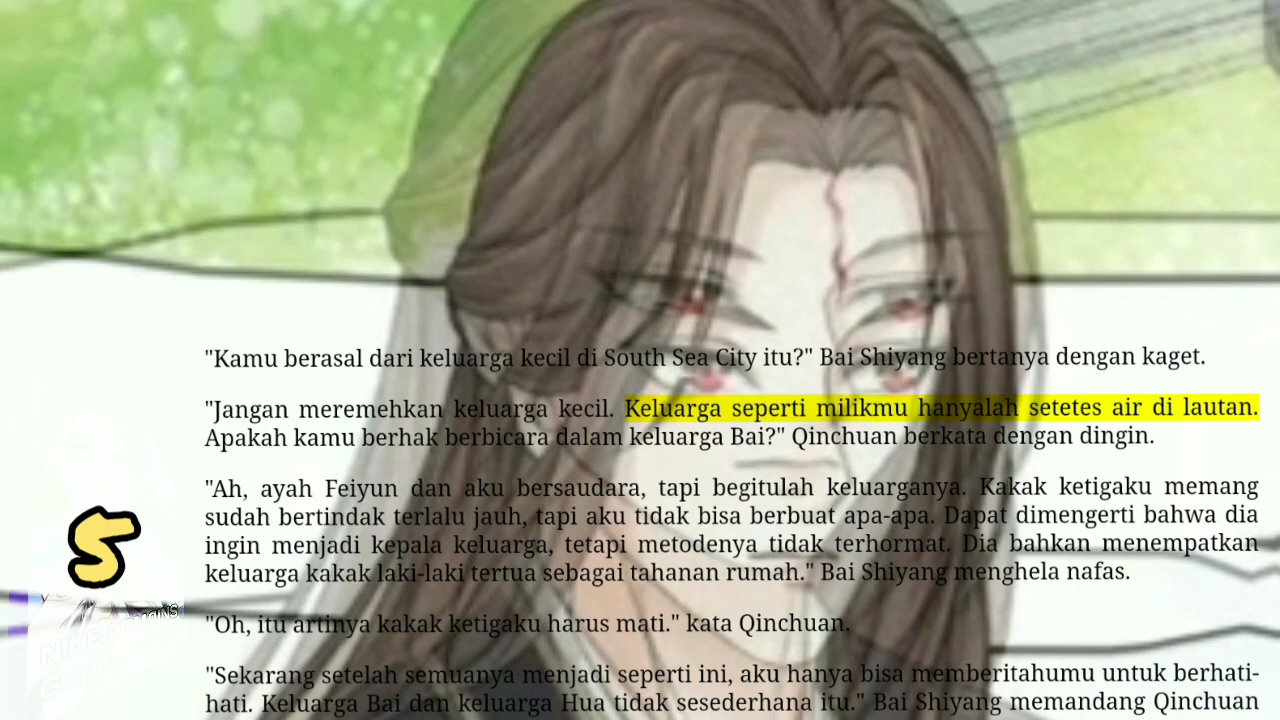 "Kamu berasal dari keluarga kecil di South Sea City itu?" Bai Shiyang bertanya dengan kaget.
"Jangan meremehkan keluarga kecil. Keluarga seperti milikmu hanyalah setetes air di lautan.
Apakah kamu berhak berbicara dalam keluarga Bai?" Qinchuan berkata dengan dingin.
"Ah, ayah Feiyun dan aku bersaudara, tapi begitulah keluarganya. Kakak ketigaku memang
sudah bertindak terlalu jauh, tapi aku tidak bisa berbuat apa-apa. Dapat dimengerti bahwa dia
ingin menjadi kepala keluarga, tetapi metodenya tidak terhormat. Dia bahkan menempatkan
keluarga kakak laki-laki tertua sebagai tahanan rumah." Bai Shiyang menghela nafas.
S
"Oh, itu artinya kakak ketigaku harus mati." kata Qinchuan.
NINE
"Sekarang setelah semuanya menjadi seperti ini, aku hanya bisa memberitahumu untuk berhati-
hati. Keluarga Bai dan keluarga Hua tidak sesederhana itu." Bai Shiyang memandang Qinchuan